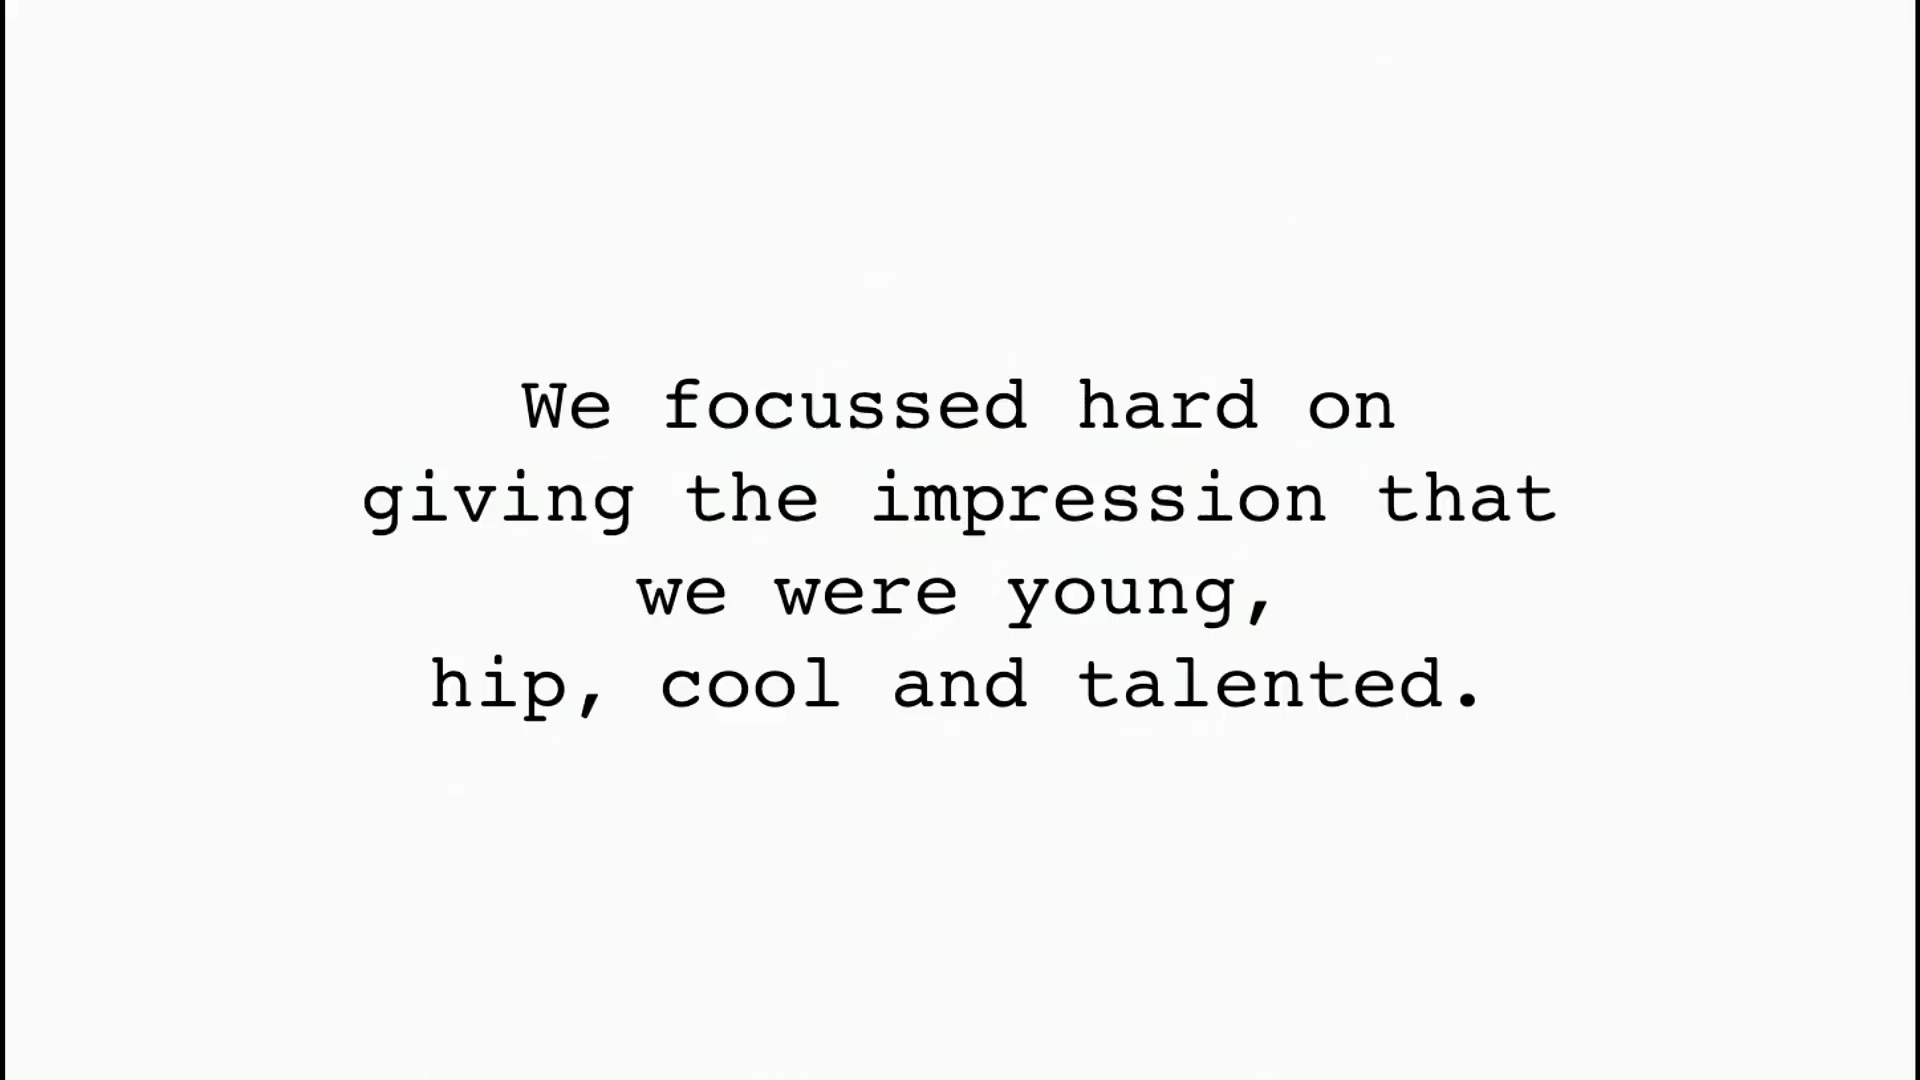 We focussed hard on
giving the impression that
we were young,
hip, cool and talented.